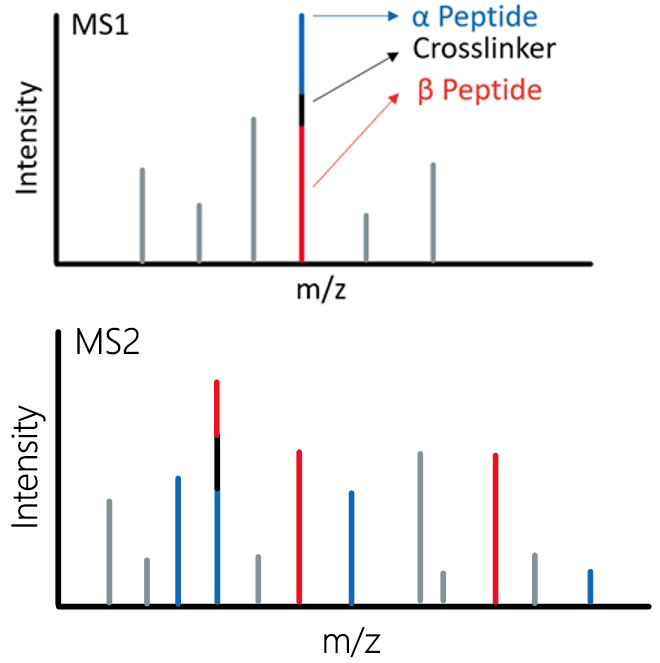 MS1
α Peptide
Crosslinker
β Peptide
Intensity
m/z
MS2
Intensity
m/z